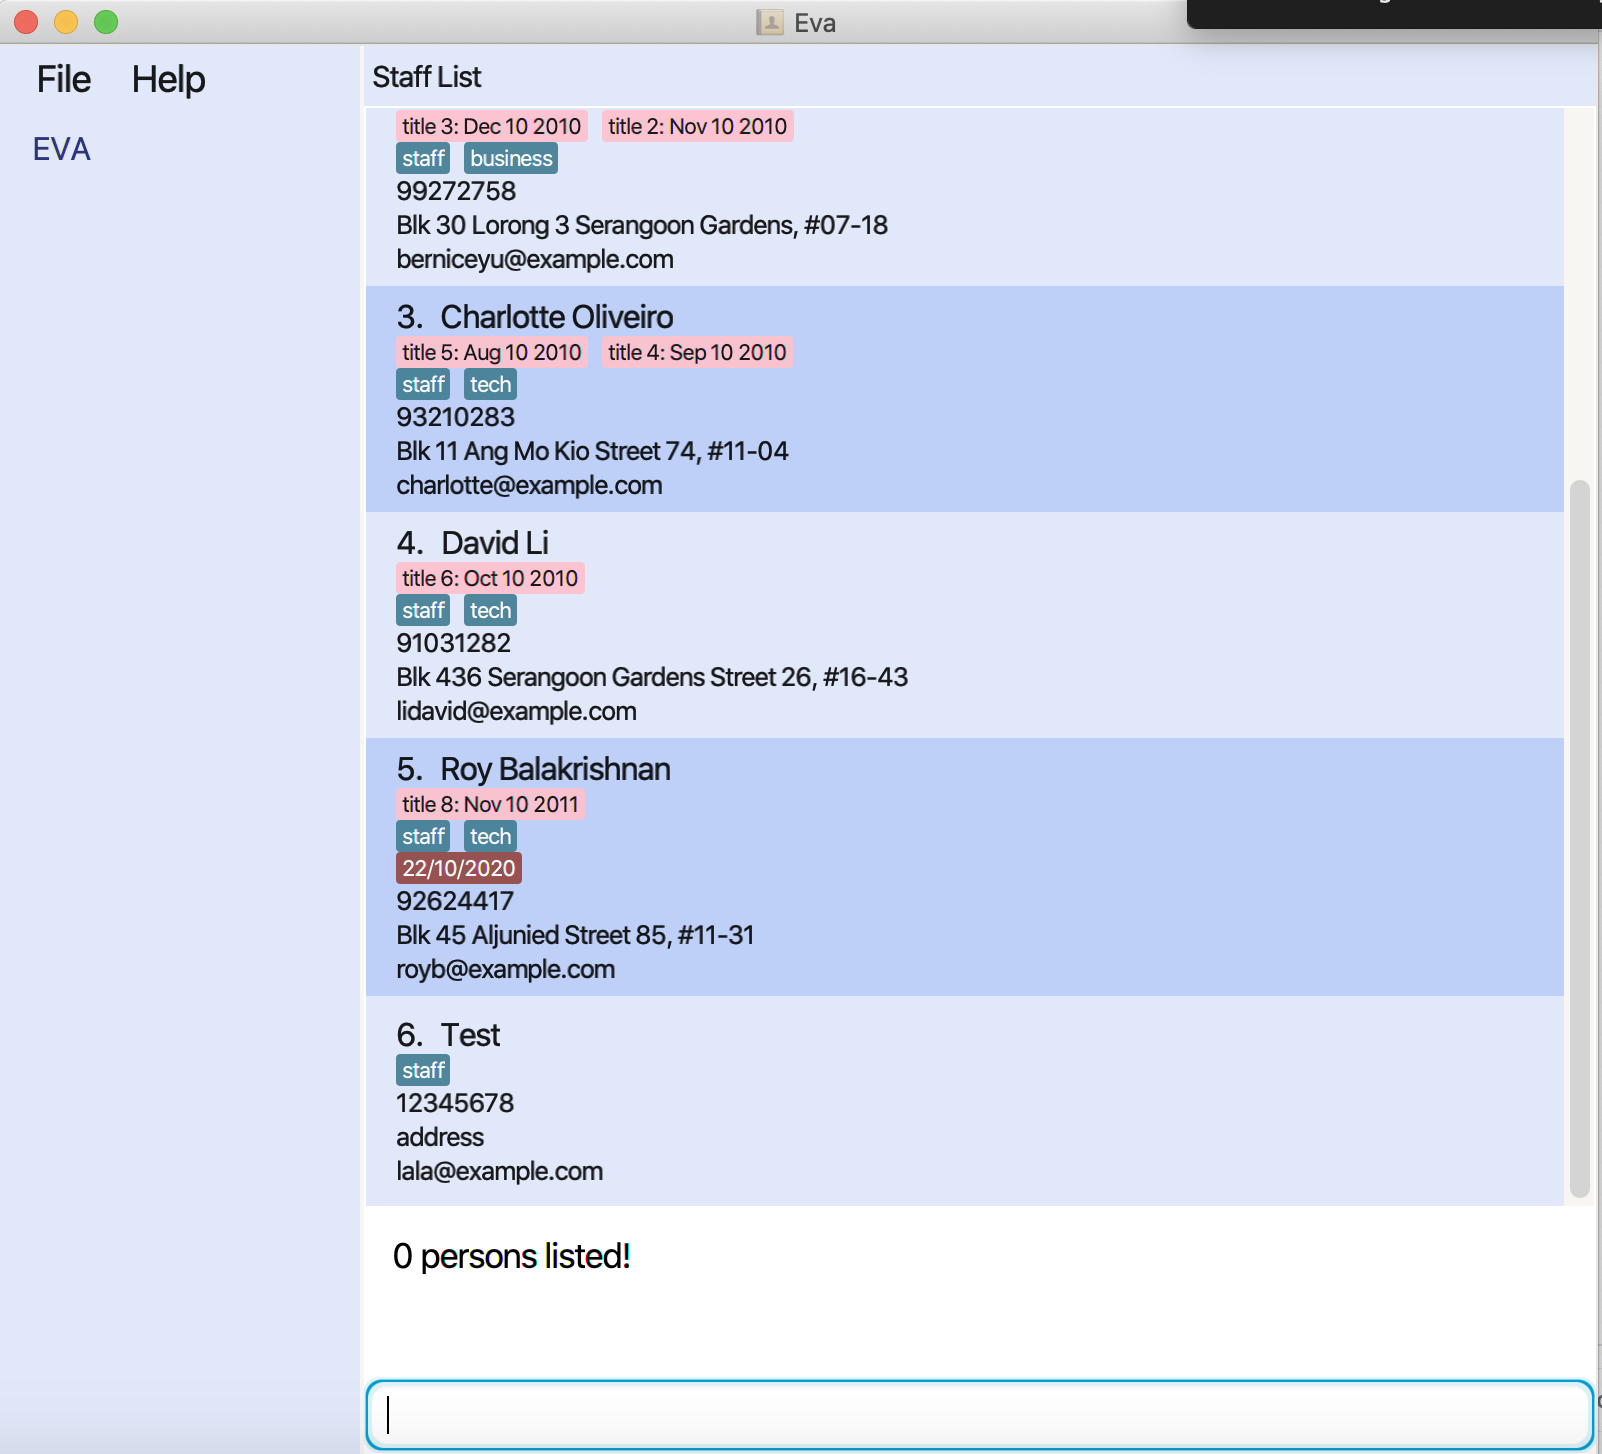 Eva
File Help
EVA
Staff List
title 3: Dec 10 2010 title 2: Nov 10 2010
staff business
99272758
Blk 30 Lorong 3 Serangoon Gardens, #07-18
berniceyu@example.com
3. Charlotte Oliveiro
title 5: Aug 10 2010 title 4: Sep 10 2010
staff tech
93210283
Blk 11 Ang Mo Kio Street 74, #11-04
charlotte@example.com
4. David Li
title 6: Oct 10 2010
staff tech
91031282
Blk 436 Serangoon Gardens Street 26, #16-43
lidavid@example.com
5. Roy Balakrishnan
title 8: Nov 10 2011
staff tech
22/10/2020
92624417
Blk 45 Aljunied Street 85, #11-31
royb@example.com
6. Test
staff
12345678
address
lala@example.com
0 persons listed!